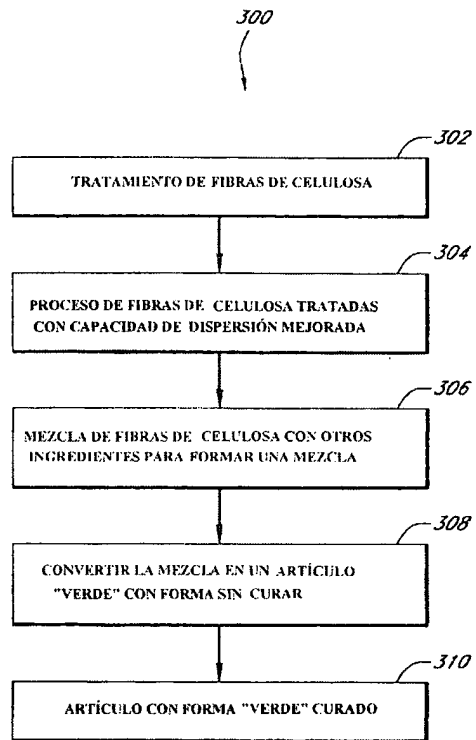 300
302
TRATAMIENTO DE FIBRAS DE CELULOSA
304
PROCESO DE FIBRAS DE CELULOSA TRATADAS
CON CAPACIDAD DE DISPERSIÓN MEJORADA
306
MEZCLA DE FIBRAS DE CELULOSA CON OTROS
INGREDIENTES PARA FORMAR UNA MEZCLA
308
CONVERTIR LA MEZCLA EN UN ARTÍCULO
"VERDE" CON FORMA SIN CURAR
310
ARTÍCULO CON FORMA "VERDE" CURADO